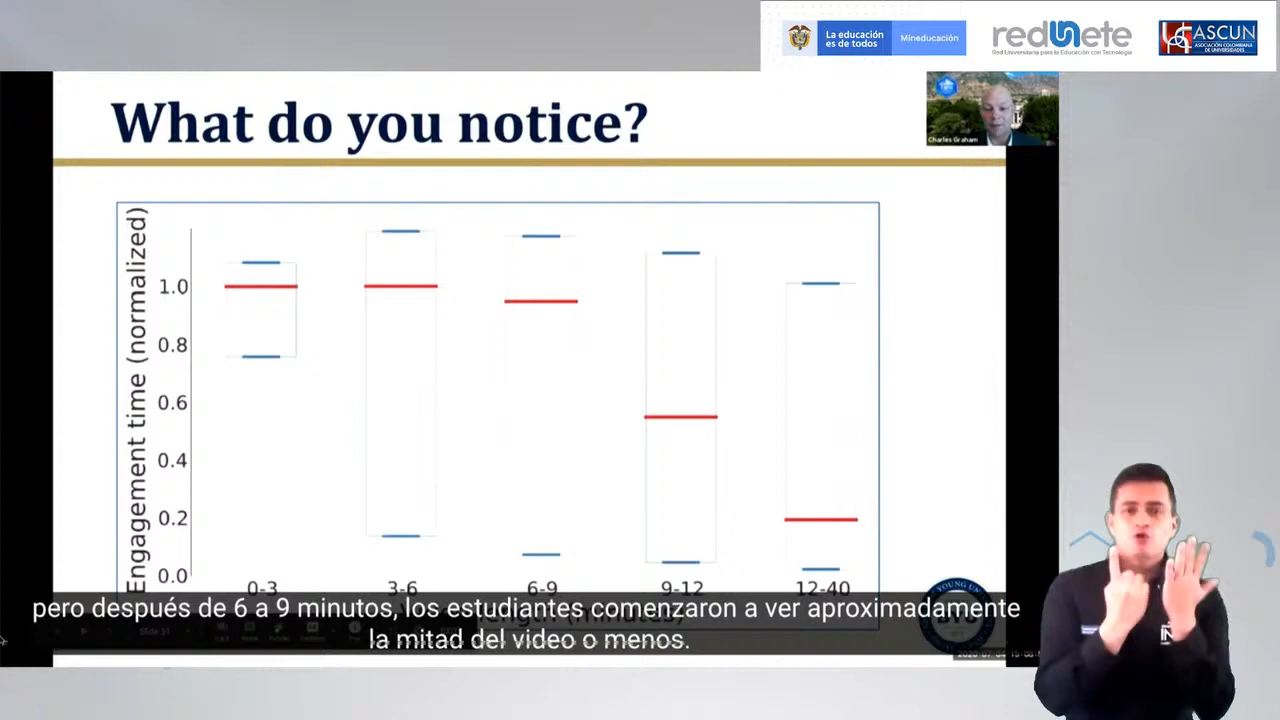 La educación
es de todos
Mineducación
redunete
Red Universitaria para la Educación con Tecnología
ASCUN
ASOCIACIÓN COLOMBIANA
DE UNIVERSIDADES
What do you notice?
Charles Graham
Engagement time (normalized)
1.0
0.8
0.6
0.4
0.2
0.0
0-3
3-6
6-9
9-12
12-40
length (minutes)
pero después de 6 a 9 minutos, los estudiantes comenzaron a ver aproximadamente
la mitad del video o menos.